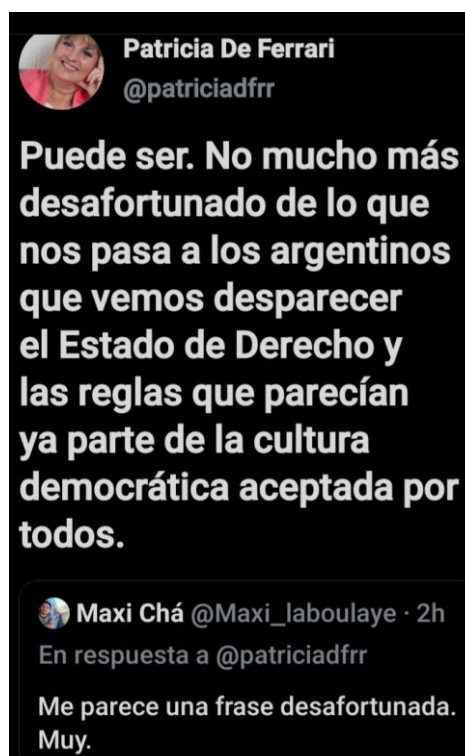 Patricia De Ferrari
@patriciadfrr
Puede ser. No mucho más
desafortunado de lo que
nos pasa a los argentinos
que vemos desparecer
el Estado de Derecho y
las reglas que parecían
ya parte de la cultura
democrática aceptada por
todos.
Maxi Chá @Maxi_laboulaye · 2h
En respuesta a @patriciadfrr
Me parece una frase desafortunada.
Muy.